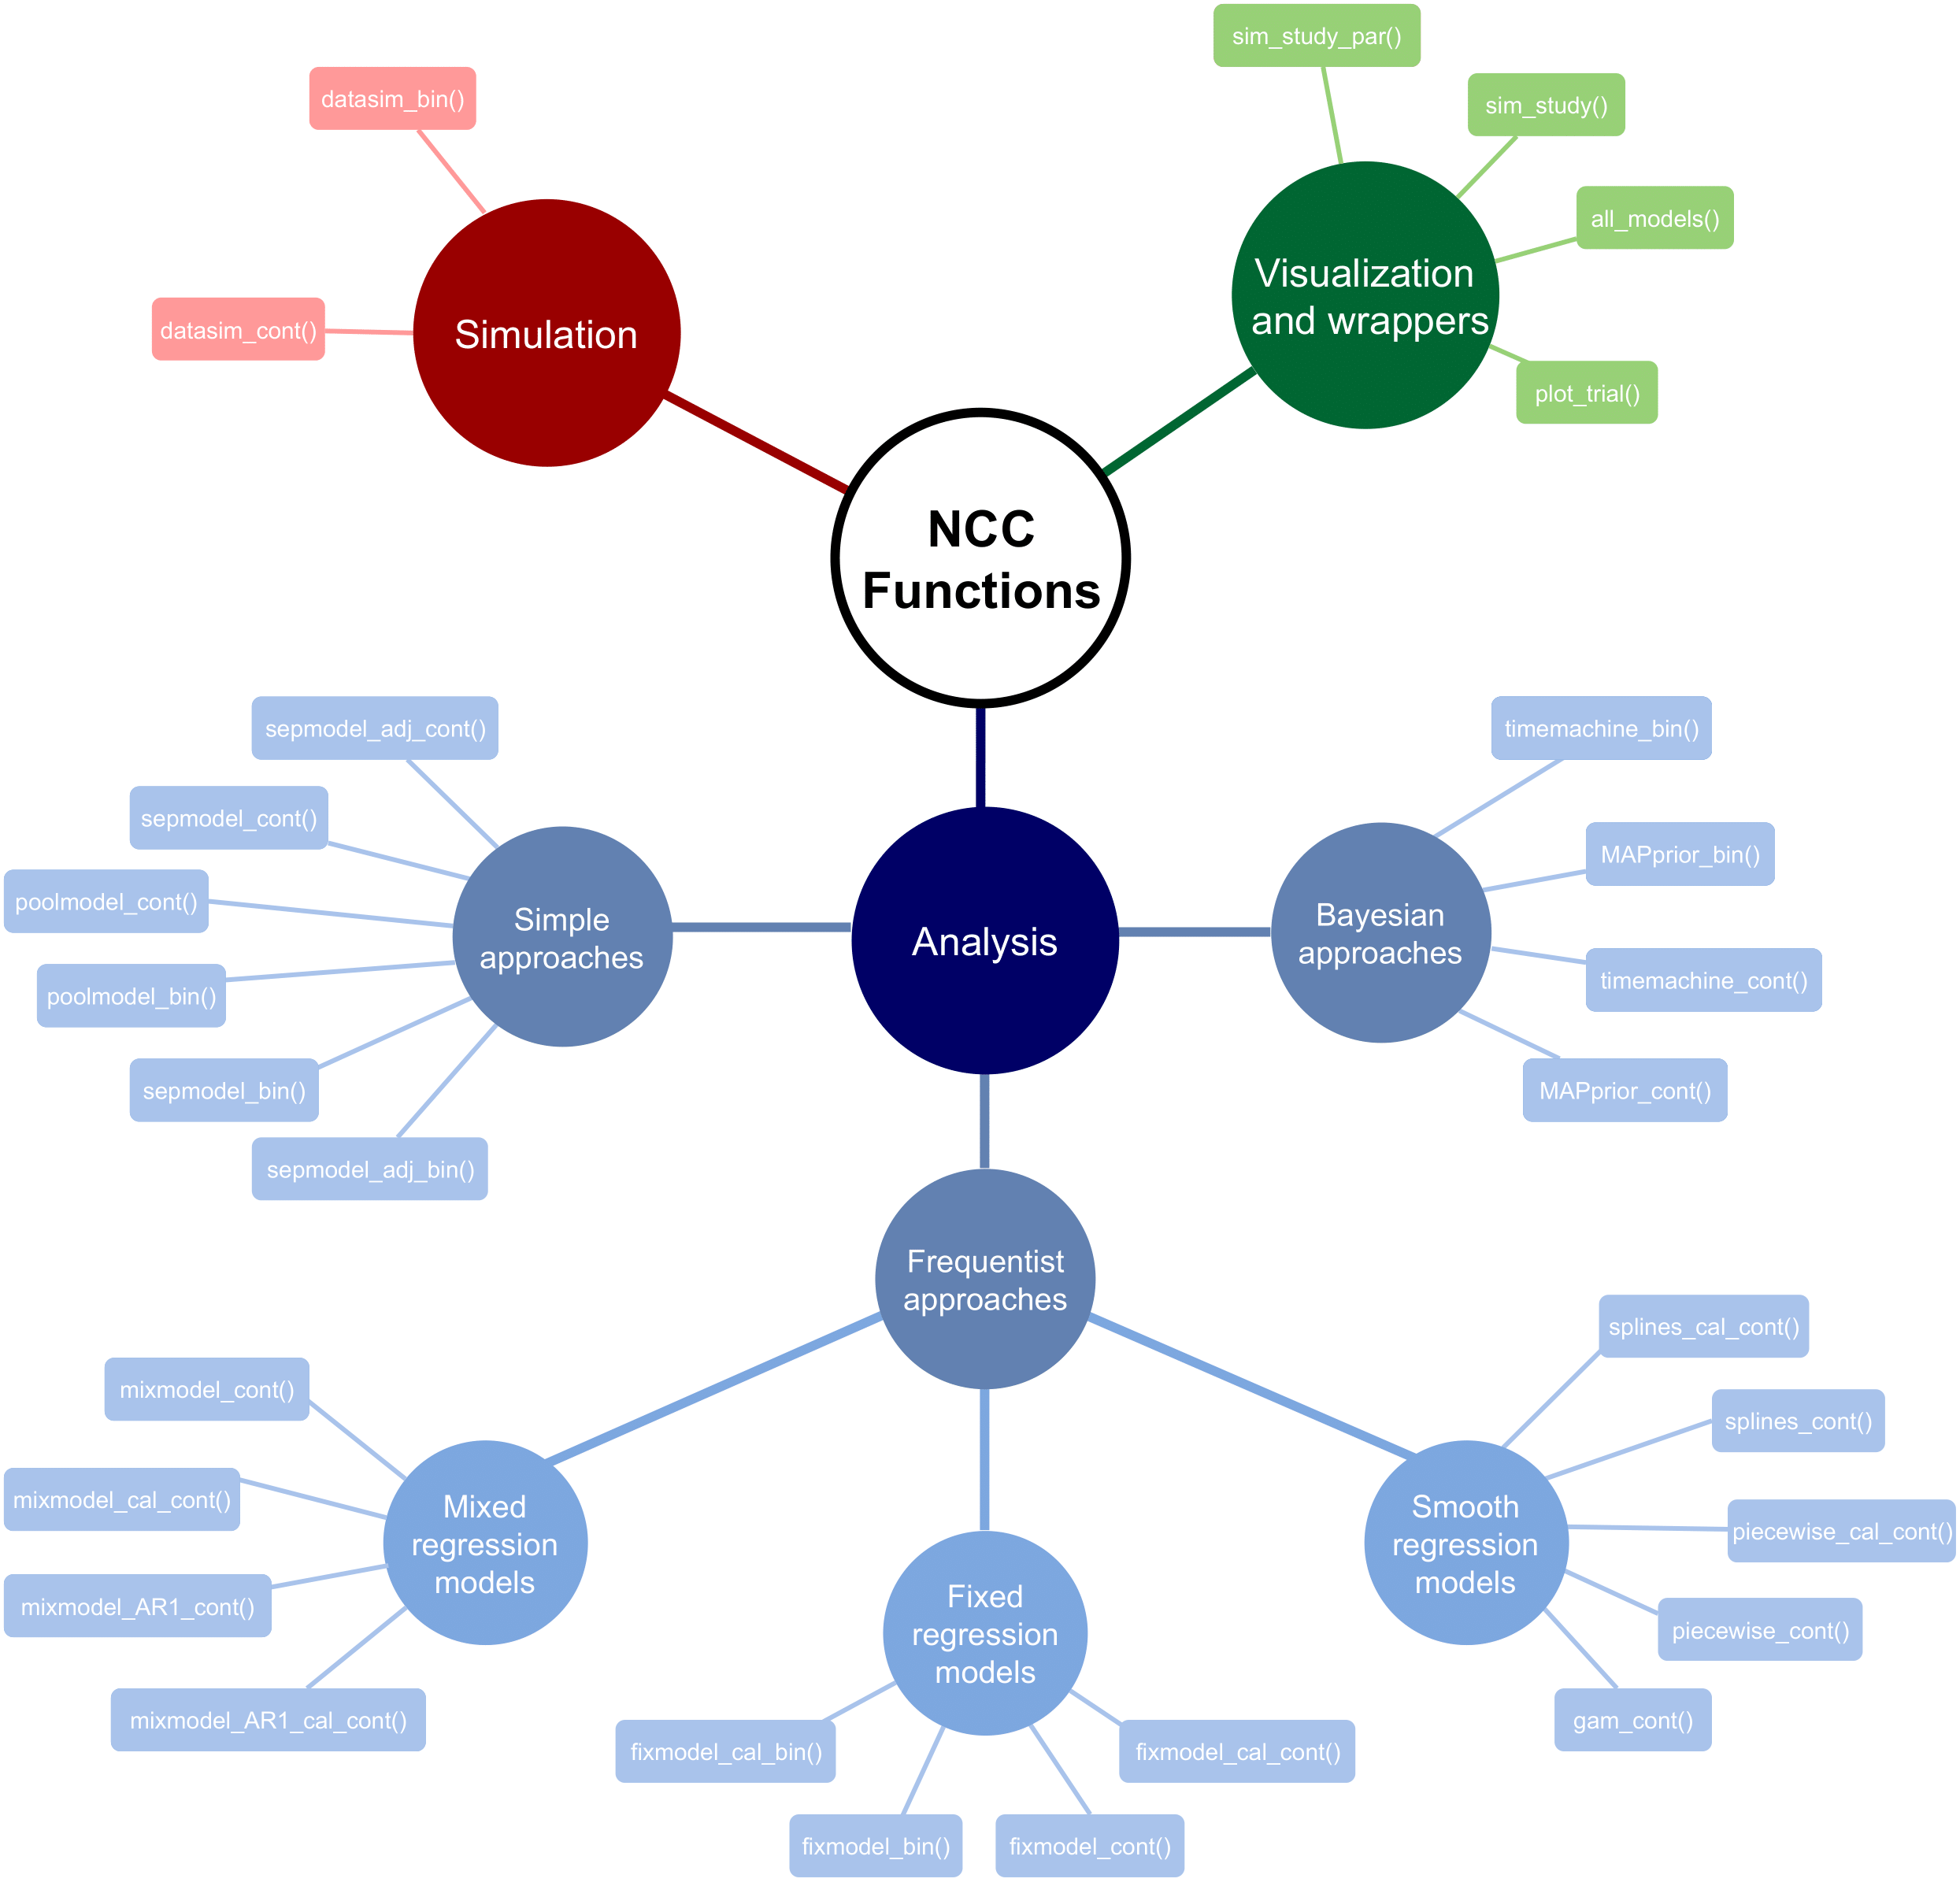 sim_study_par()
datasim_bin()
sim_study()
all_models()
Visualization
and wrappers
datasim_cont()
Simulation
plot_trial()
NCC
Functions
sepmodel_adj_cont()
timemachine_bin()
sepmodel_cont()
MAPprior_bin()
poolmodel_cont()
Simple
approaches
Analysis
Bayesian
approaches
poolmodel_bin()
timemachine_cont()
sepmodel_bin()
MAPprior_cont()
sepmodel_adj_bin()
Frequentist
approaches
splines_cal_cont()
mixmodel_cont()
splines_cont()
mixmodel_cal_cont()
Mixed
regression
models
Smooth
regression
models
piecewise_cal_cont()
mixmodel_AR1_cont()
Fixed
regression
models
piecewise_cont()
mixmodel_AR1_cal_cont()
gam_cont()
fixmodel_cal_bin()
fixmodel_cal_cont()
fixmodel_bin()
fixmodel_cont()